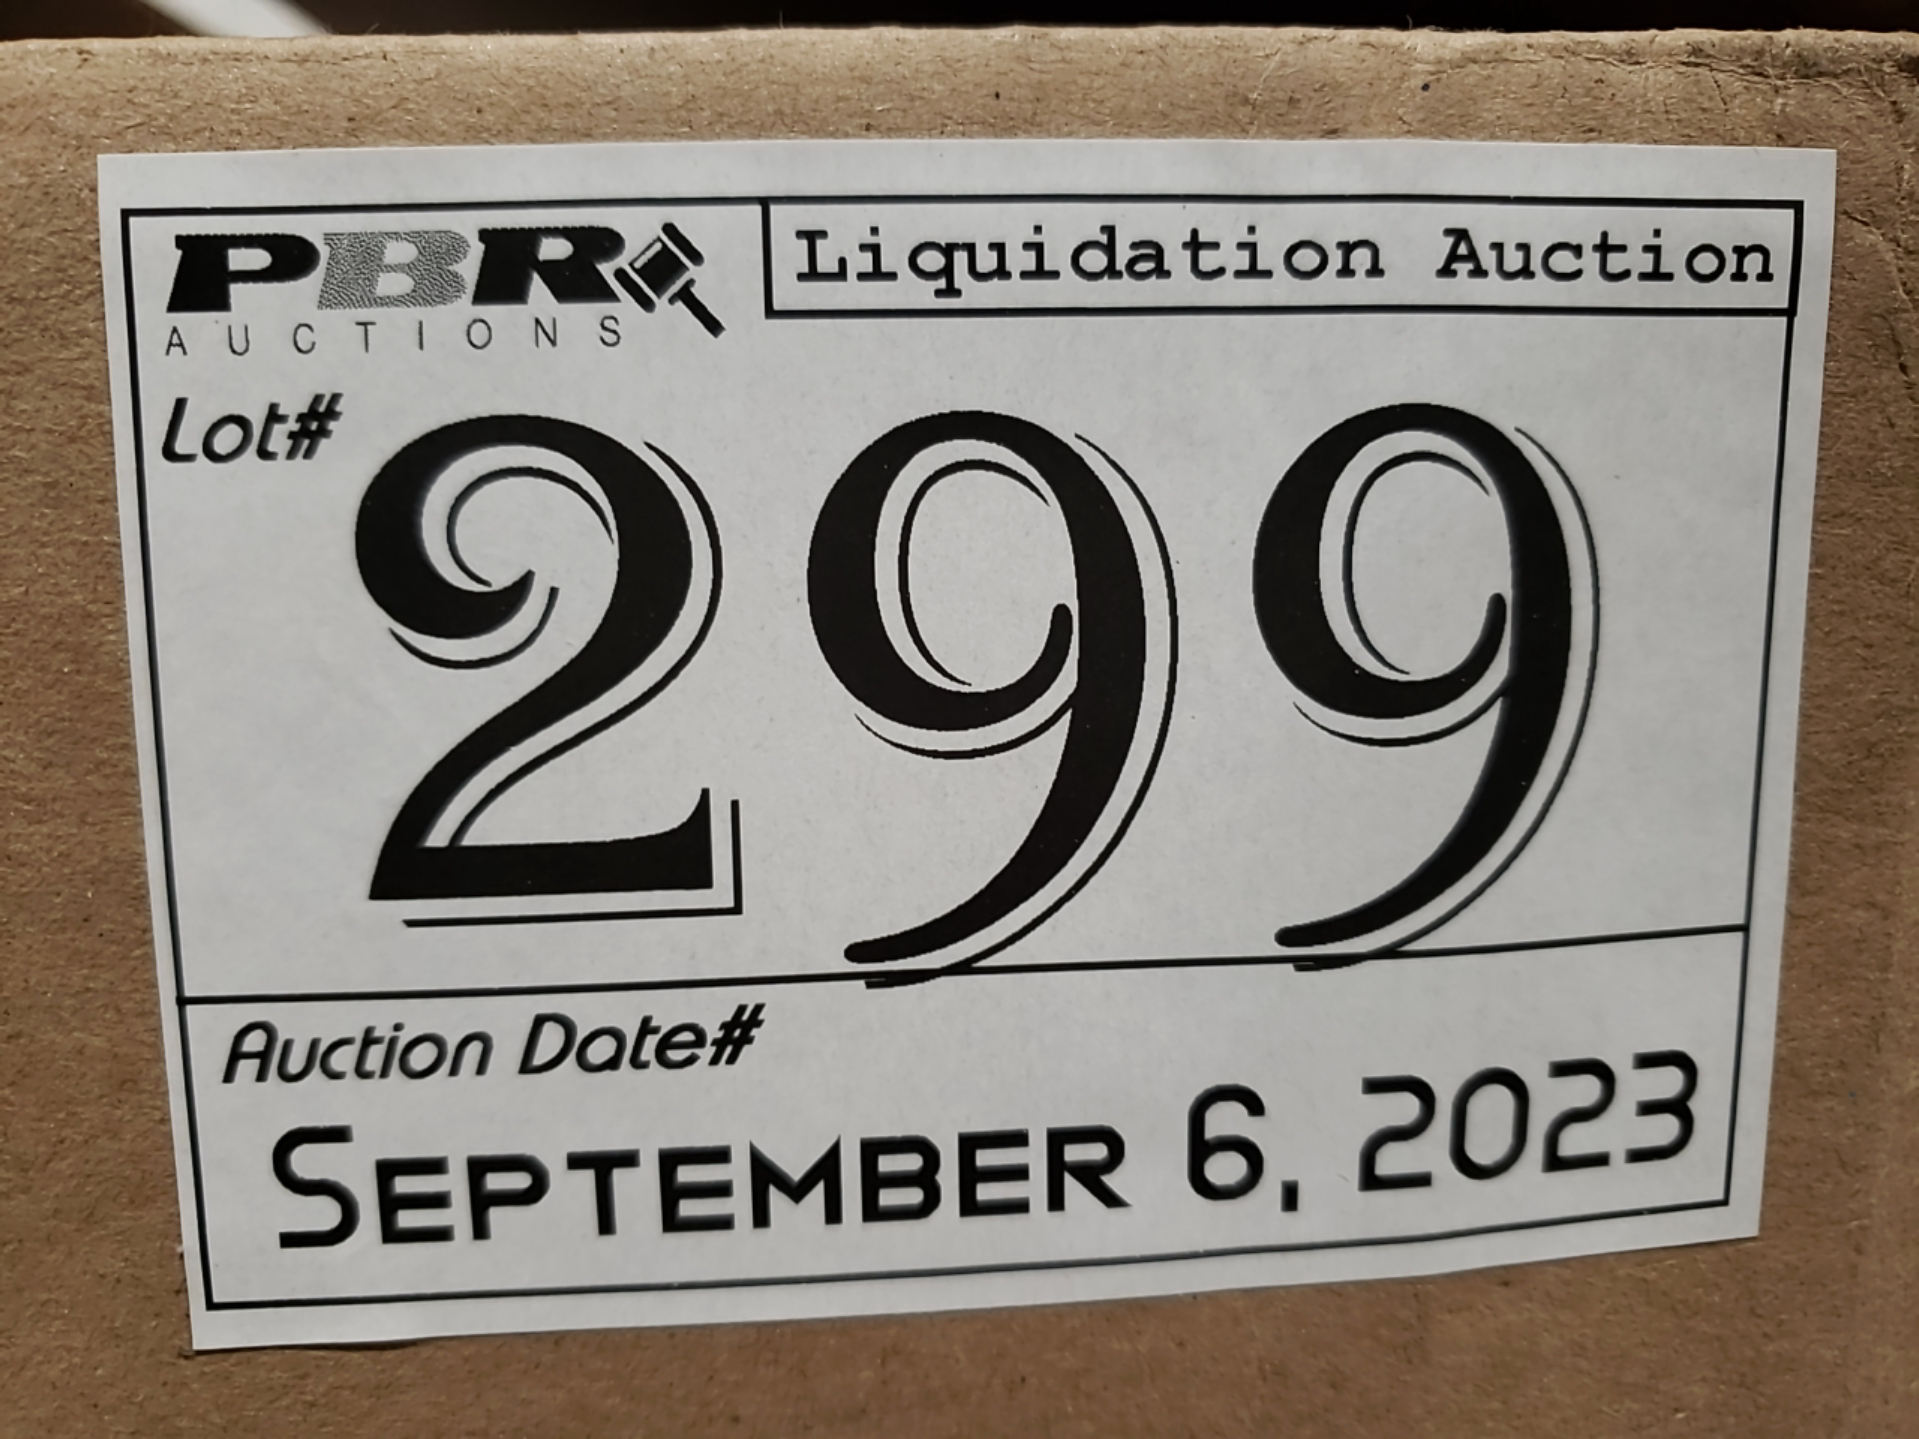 PBR
AUCTIONS
Liquidation Auction
Lot#
299
Auction Date#
SEPTEMBER 6, 2023